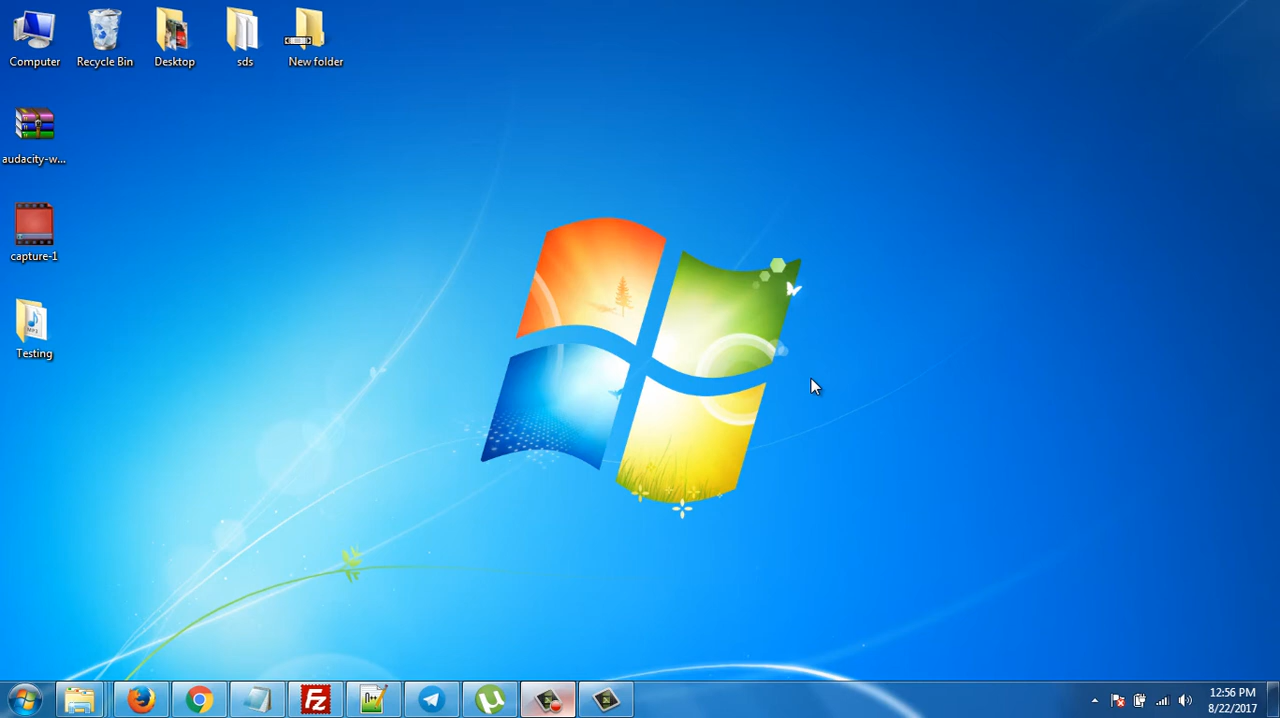 Computer
Recycle Bin
Desktop
sds
New folder
audacity-w...
capture-1
Testing
12:56 PM
8/22/2017